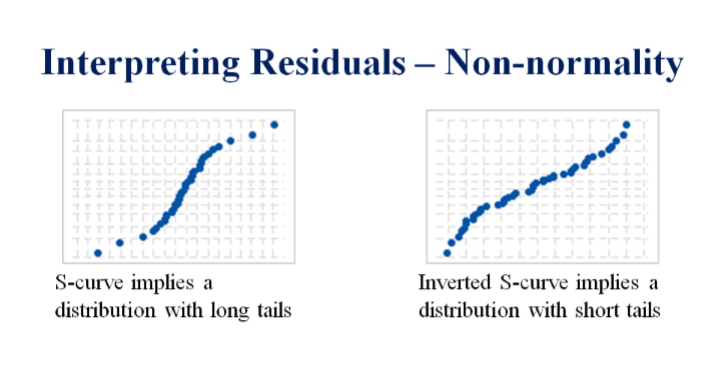 Interpreting Residuals – Non-normality
S-curve implies a
distribution with long tails
Inverted S-curve implies a
distribution with short tails